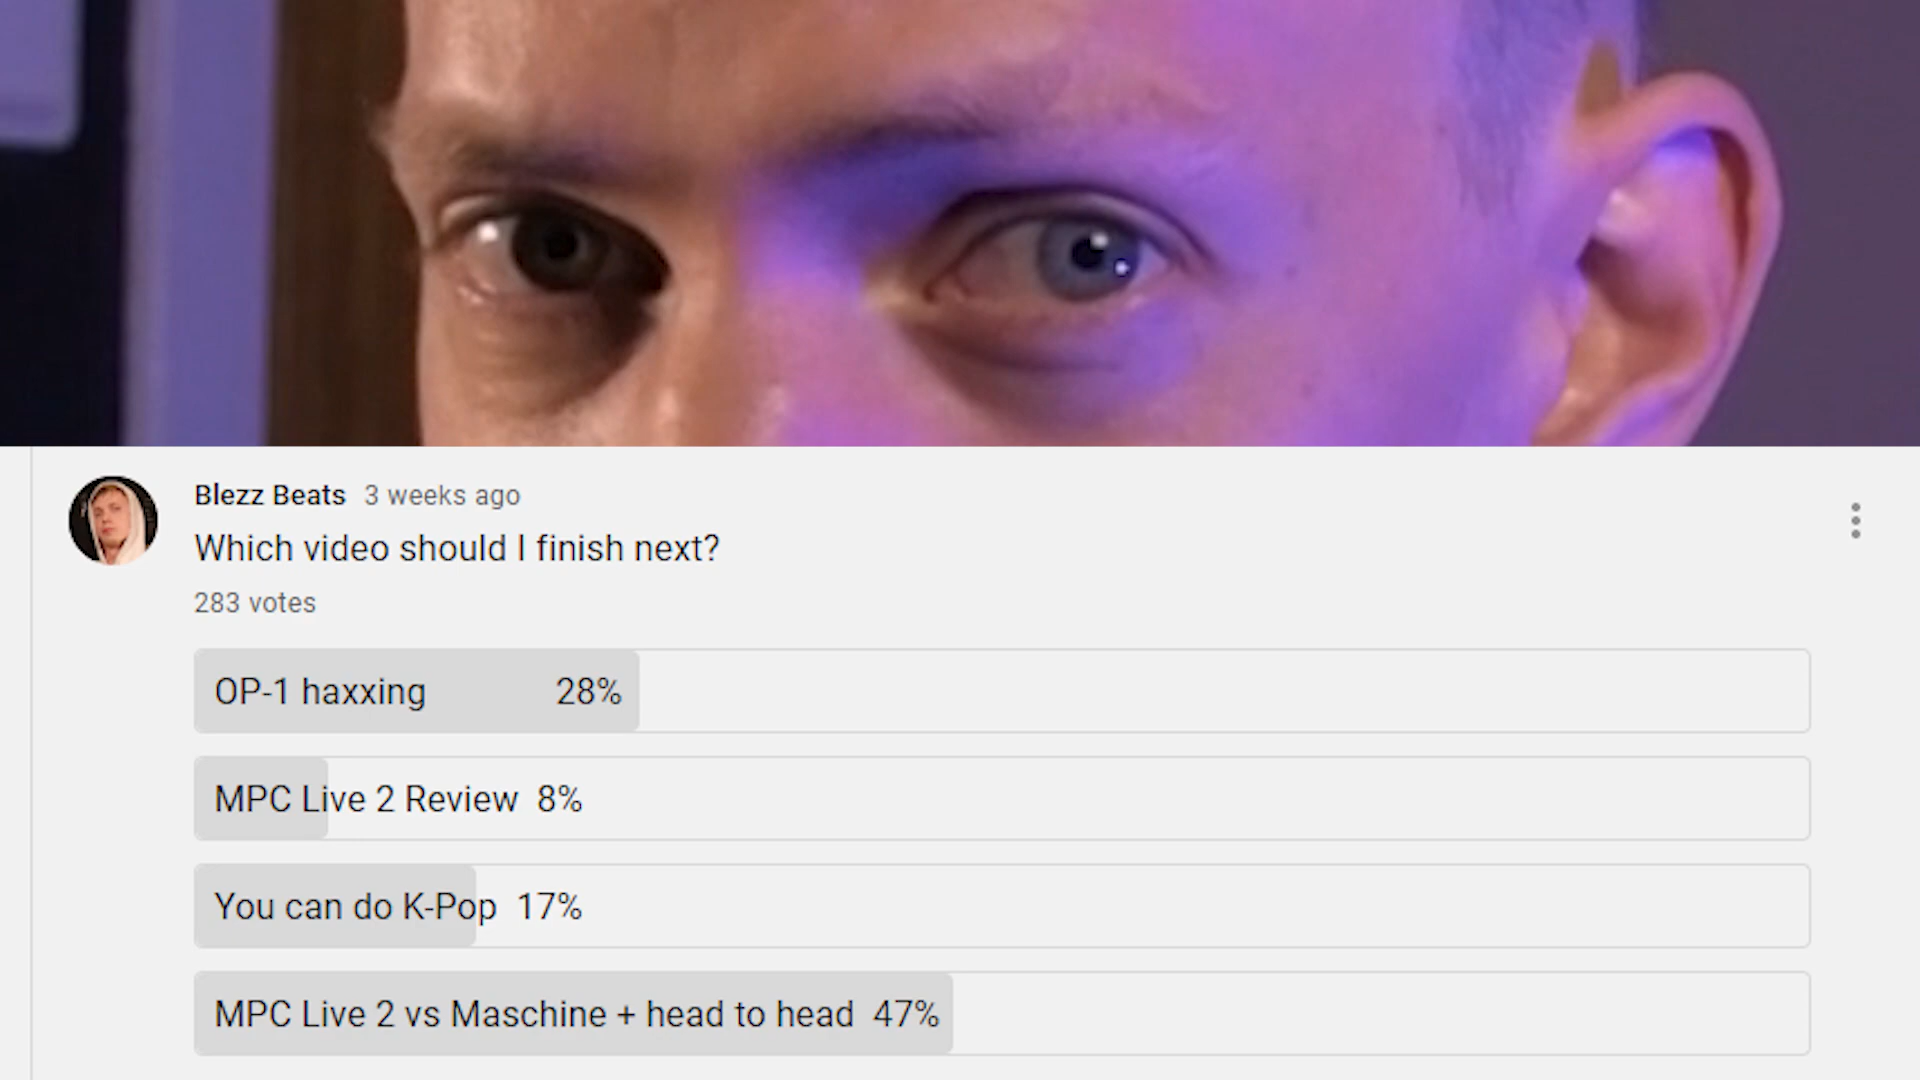 Blezz Beats 3 weeks ago
Which video should I finish next?
283 votes
OP-1 haxxing 28%
MPC Live 2 Review 8%
You can do K-Pop 17%
MPC Live 2 vs Maschine + head to head 47%